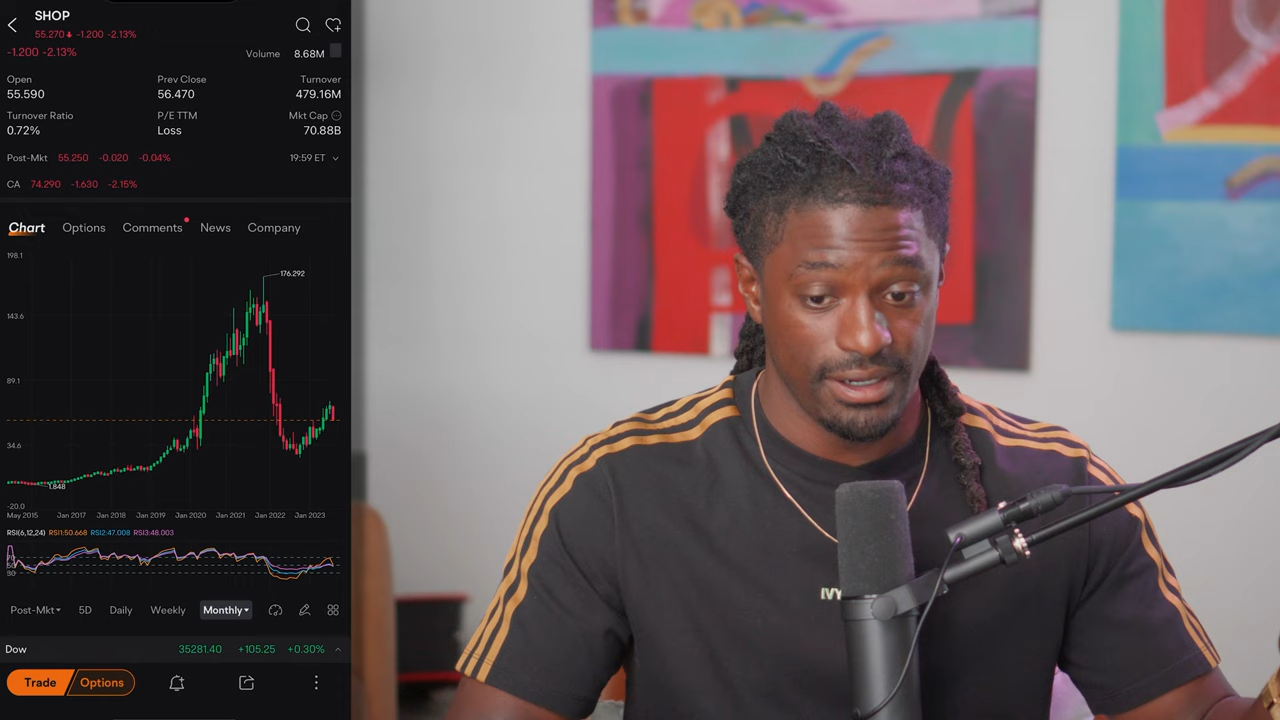 SHOP
55.270 -1.200 -2.13%
-1.200 -2.13%
Volume 8.68M
Open Prev Close Turnover
55.590 56.470 479.16M
Turnover Ratio P/E TTM Mkt Cap
0.72% Loss 70.88B
Post-Mkt 55.250 -0.020 -0.04% 19:59 ET
CA 74.290 -1.630 -2.15%
Chart Options Comments News Company
198.1
176.292
143.6
89.1
34.6
1.848
-20.0
May 2015 Jan 2017 Jan 2018 Jan 2019 Jan 2020 Jan 2021 Jan 2022 Jan 2023
RSI(6,12,24) RSI1:50.668 RSI2:47.008 RSI3:48.003
70
50
30
Post-Mkt 5D Daily Weekly Monthly
Dow 35281.40 +105.25 +0.30%
Trade Options
IVY